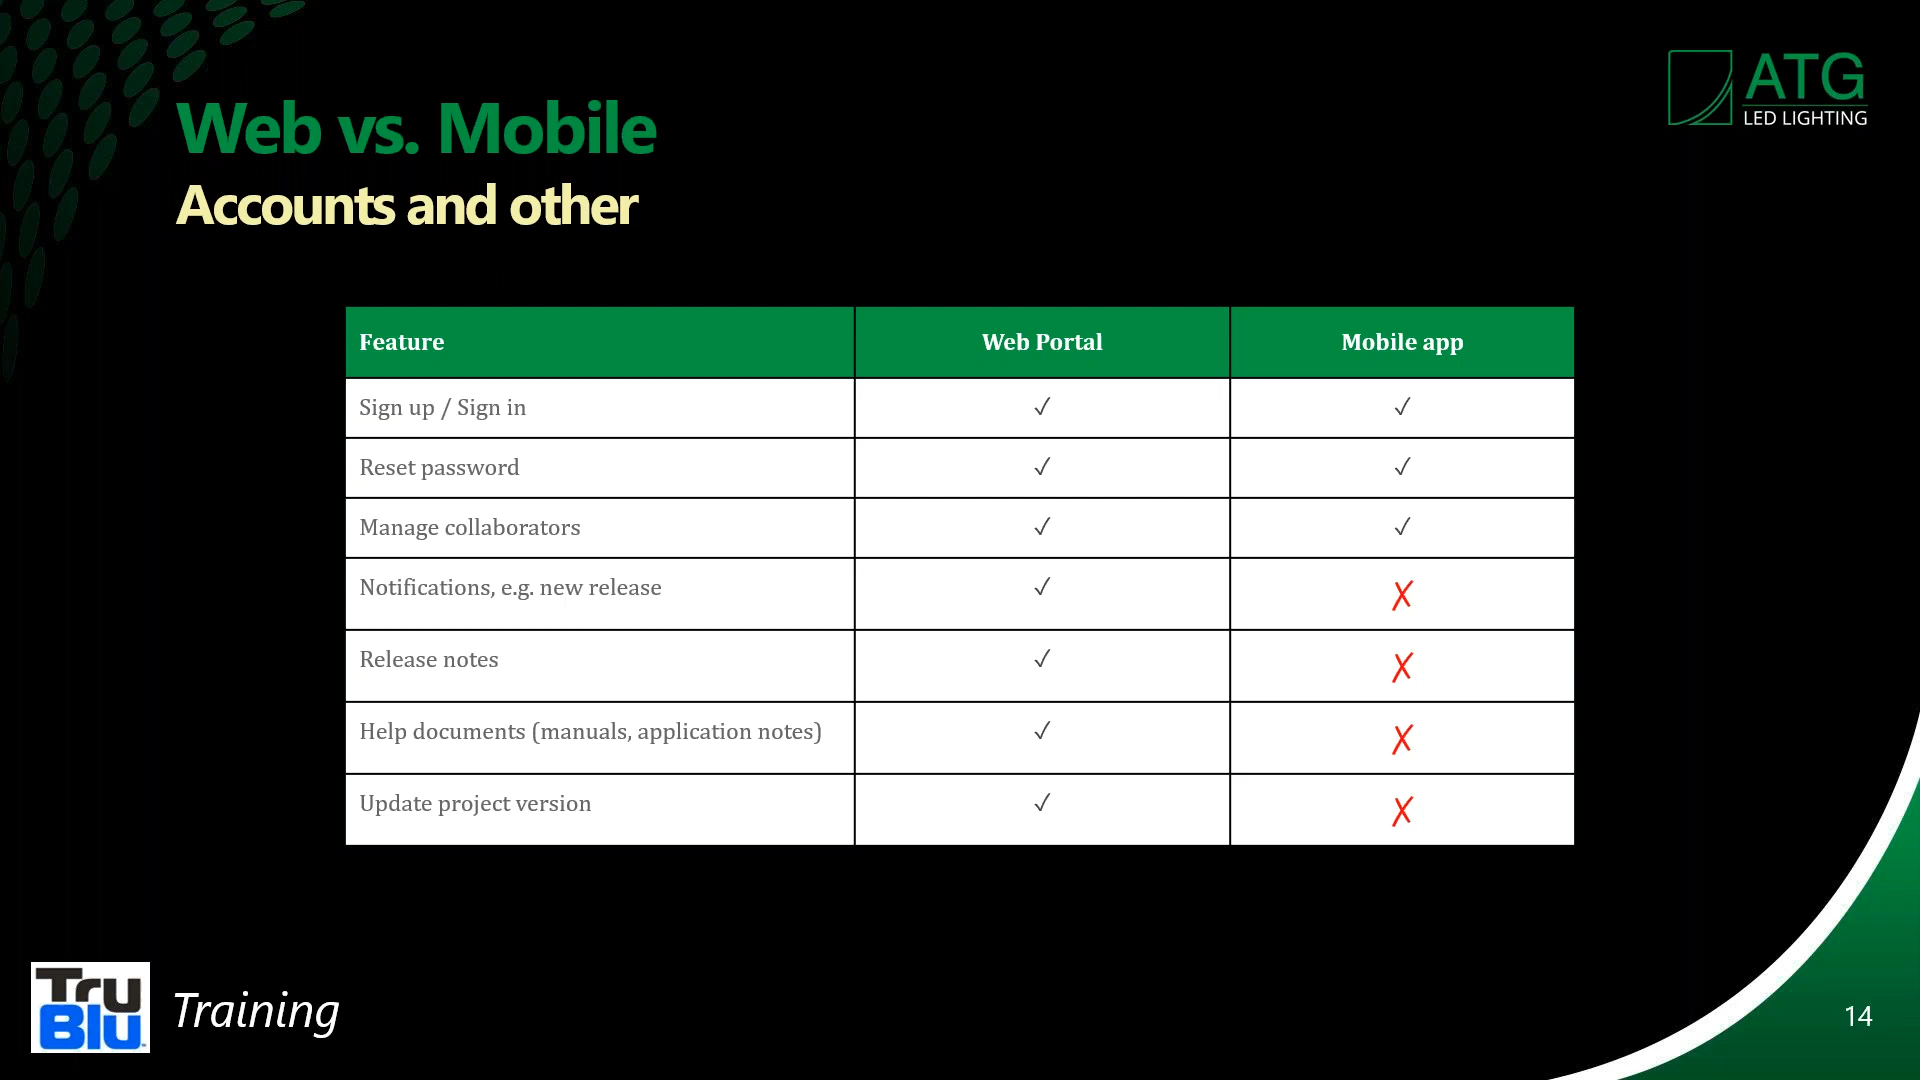 ATG
LED LIGHTING
Web vs. Mobile
Accounts and other
Feature Web Portal Mobile app
Sign up / Sign in ✓ ✓
Reset password ✓ ✓
Manage collaborators ✓ ✓
Notifications, e.g. new release ✓ ✗
Release notes ✓ ✗
Help documents (manuals, application notes) ✓ ✗
Update project version ✓ ✗
Tru
Blu
Training
14